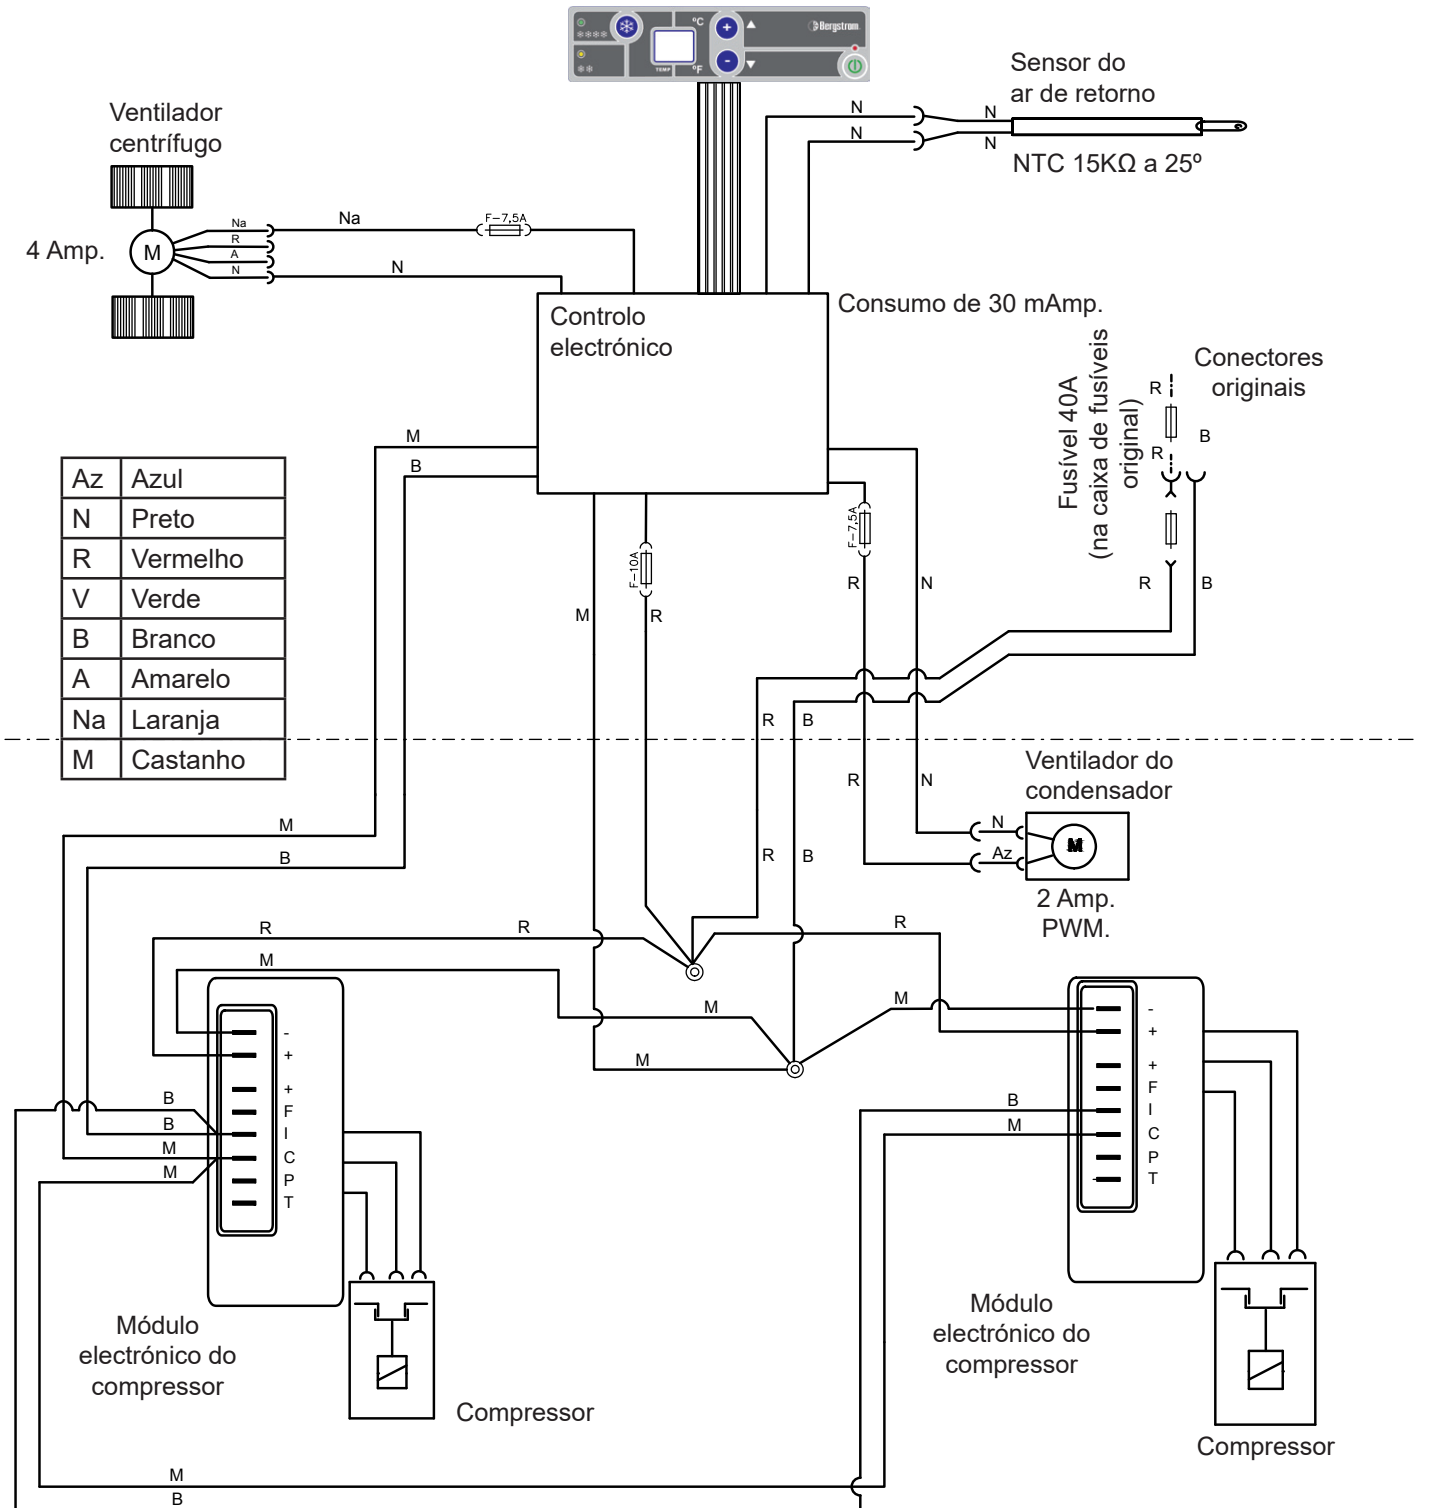 ºC
+
Bergstrom
TEMP
ºF
-
Sensor do
ar de retorno
N
N
N
N
NTC 15KΩ a 25º
Ventilador
centrífugo
4 Amp.
M
Na
R
A
N
Na
N
F-7,5A
Controlo
electrónico
Consumo de 30 mAmp.
Fusível 40A
(na caixa de fusíveis
original)
Conectores
originais
R
R
B
R
B
M
B
Az Azul
N Preto
R Vermelho
V Verde
B Branco
A Amarelo
Na Laranja
M Castanho
F-10A
F-7,5A
M
R
R
N
R
B
R
N
Ventilador do
condensador
N
Az
M
2 Amp.
PWM.
M
B
R
B
R
R
R
M
M
M
M
-
+
+
F
I
C
P
T
B
B
M
M
-
+
+
F
I
C
P
T
B
M
Módulo
electrónico do
compressor
Compressor
Módulo
electrónico do
compressor
Compressor
M
B